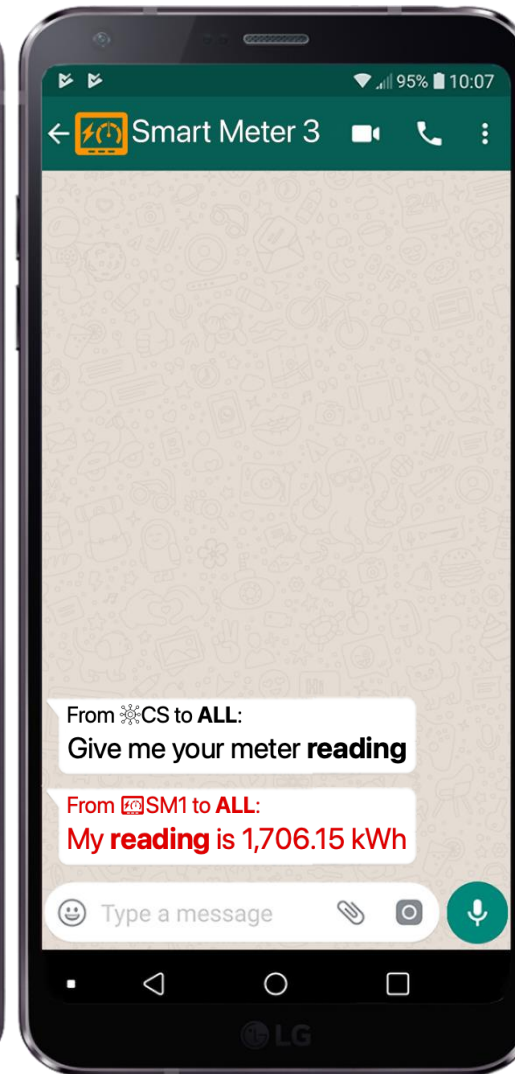 95% 10:07
Smart Meter 3
From CS to ALL:
Give me your meter reading
From SM1 to ALL:
My reading is 1,706.15 kWh
Type a message
LG